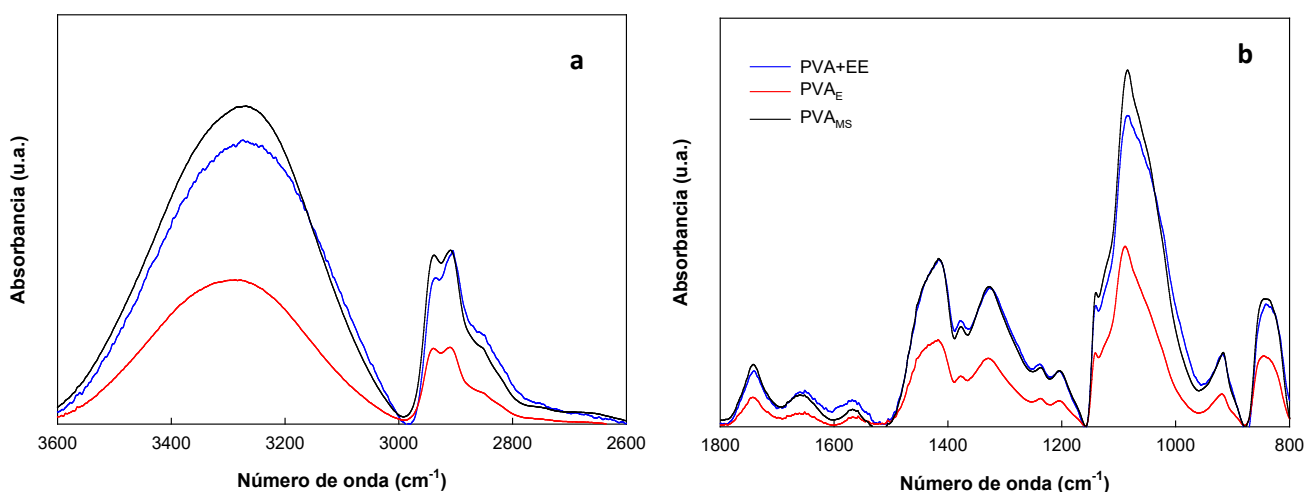 a
Absorbancia (u.a.)
3600 3400 3200 3000 2800 2600
Número de onda (cm⁻¹)
b
PVA+EE
PVA_E
PVA_MS
Absorbancia (u.a.)
1800 1600 1400 1200 1000 800
Número de onda (cm⁻¹)